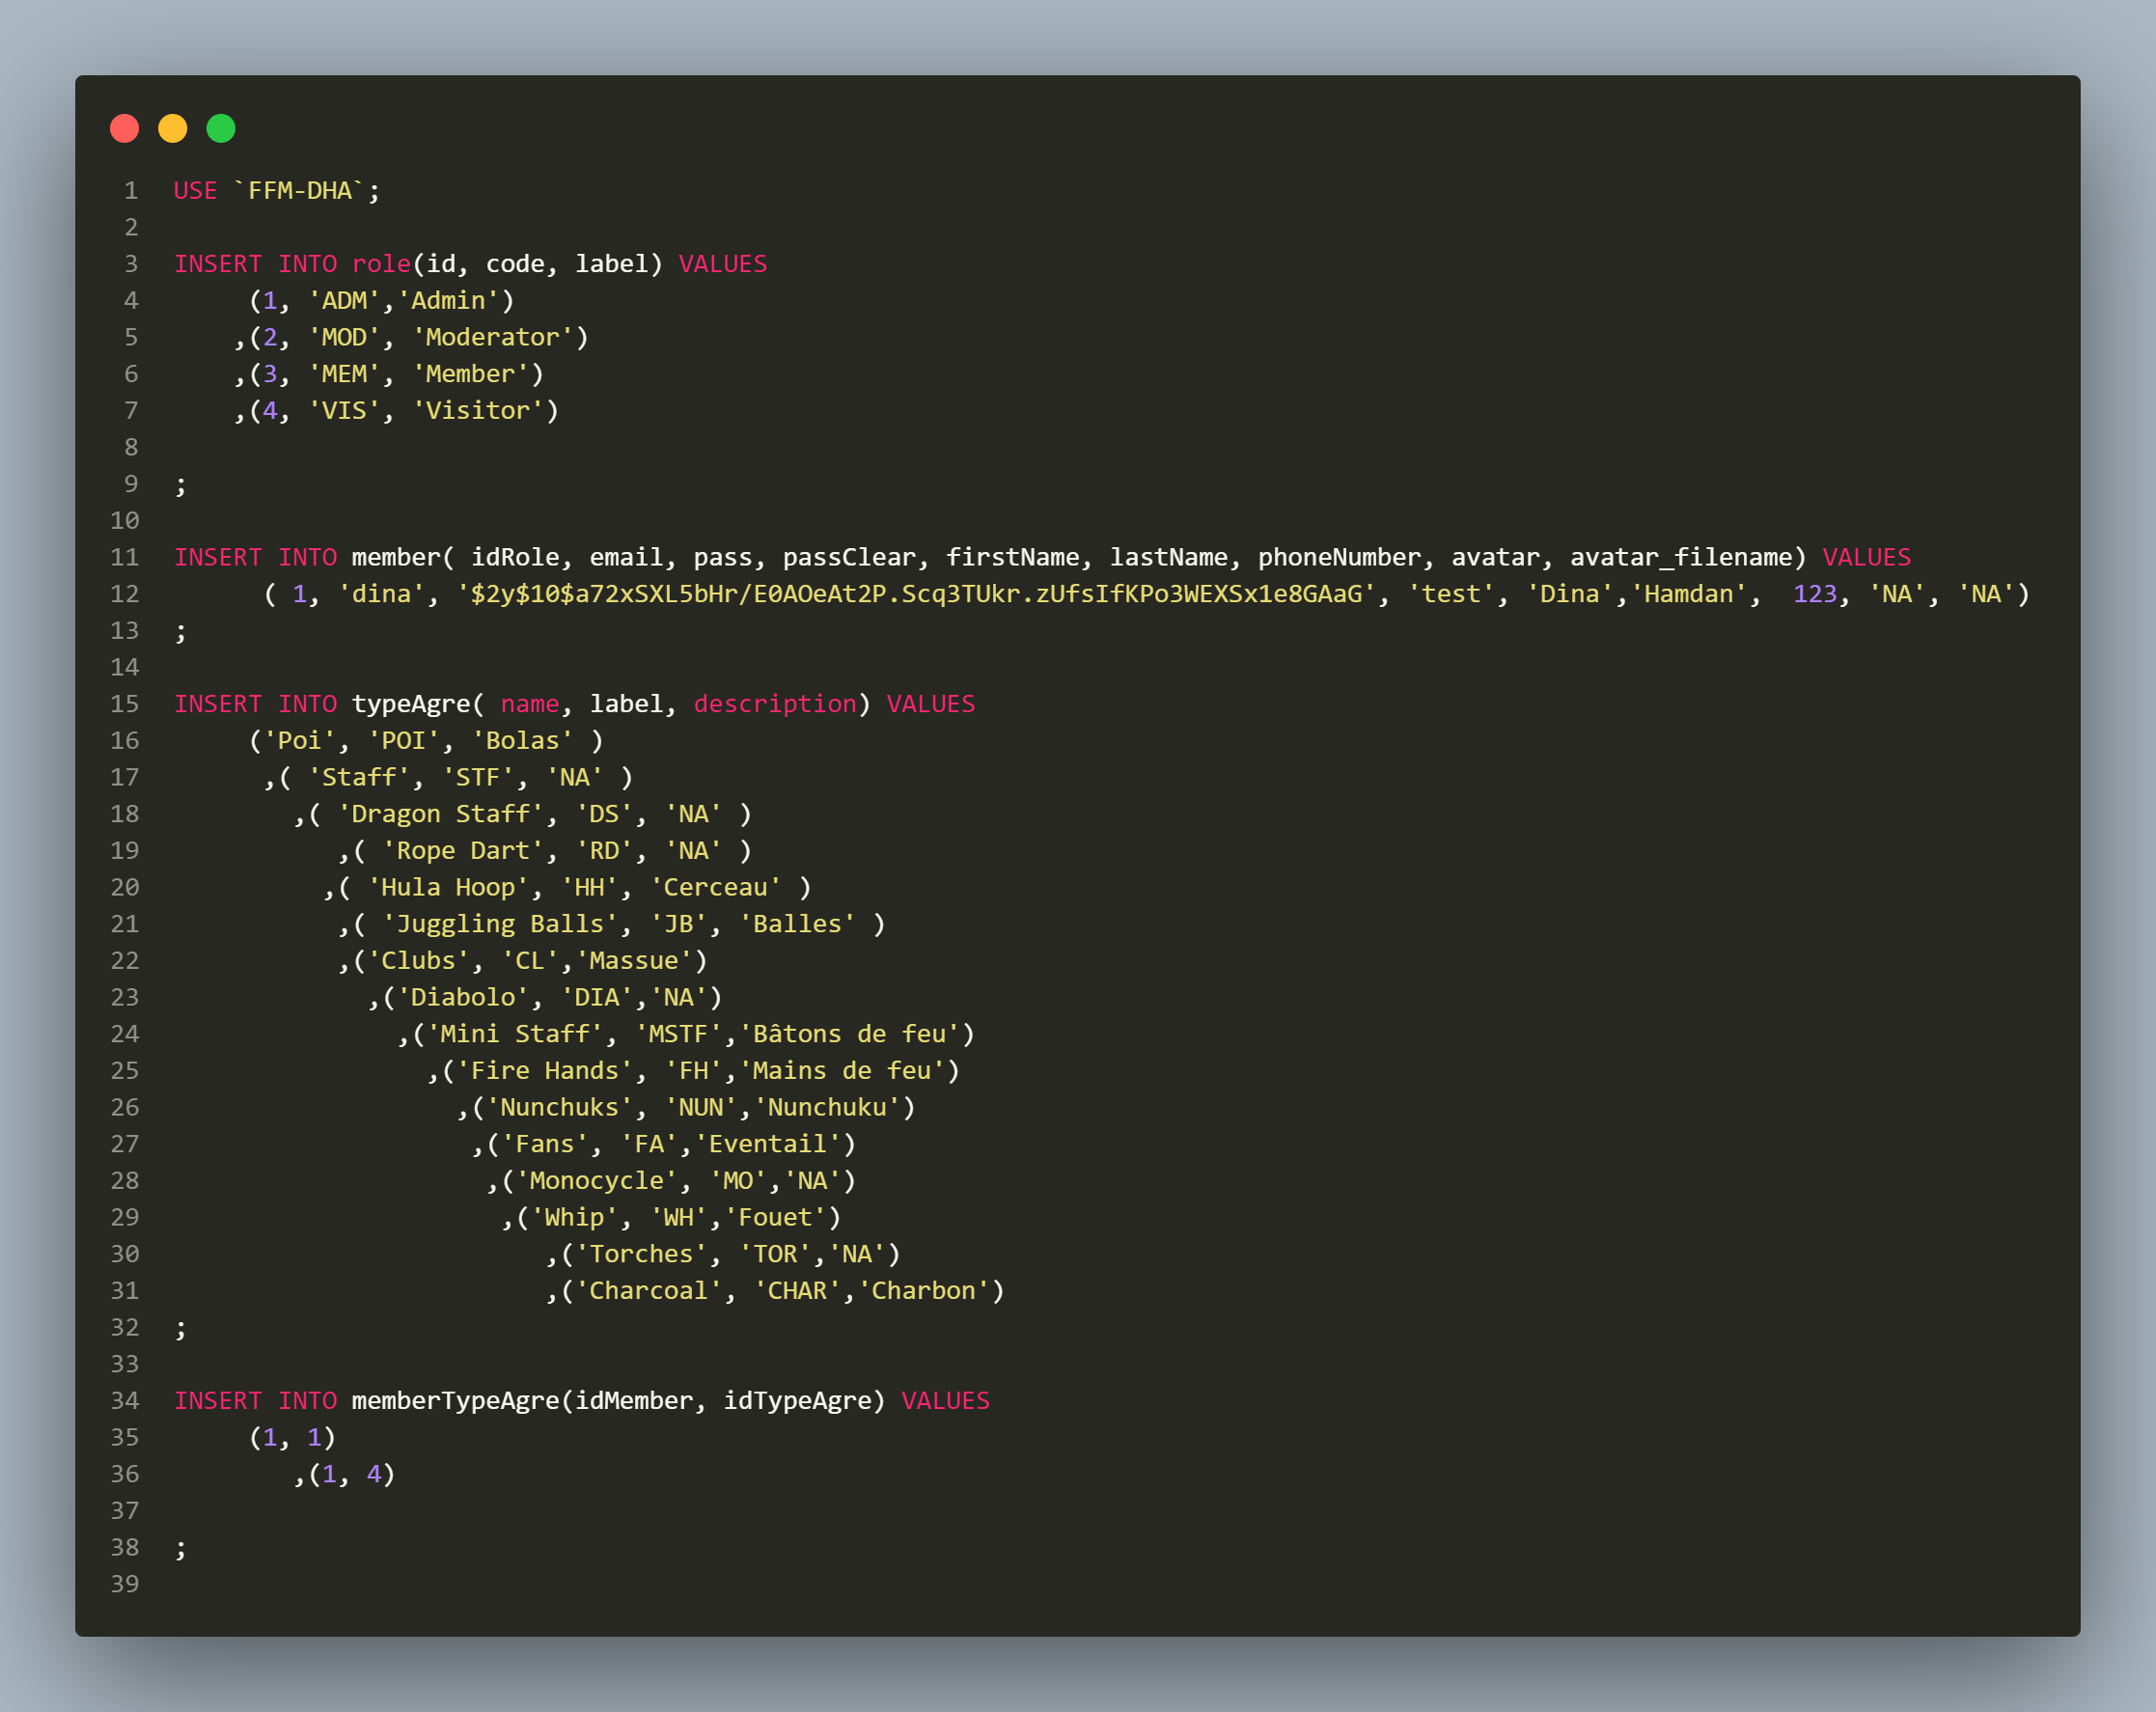 1 USE `FFM-DHA`;
2
3 INSERT INTO role(id, code, label) VALUES
4 (1, 'ADM','Admin')
5 ,(2, 'MOD', 'Moderator')
6 ,(3, 'MEM', 'Member')
7 ,(4, 'VIS', 'Visitor')
8
9 ;
10
11 INSERT INTO member( idRole, email, pass, passClear, firstName, lastName, phoneNumber, avatar, avatar_filename) VALUES
12 ( 1, 'dina', '$2y$10$a72xSXL5bHr/E0AOeAt2P.Scq3TUkr.zUfsIfKPo3WEXSx1e8GAaG', 'test', 'Dina','Hamdan',  123, 'NA', 'NA')
13 ;
14
15 INSERT INTO typeAgre( name, label, description) VALUES
16 ('Poi', 'POI', 'Bolas' )
17 ,( 'Staff', 'STF', 'NA' )
18 ,( 'Dragon Staff', 'DS', 'NA' )
19 ,( 'Rope Dart', 'RD', 'NA' )
20 ,( 'Hula Hoop', 'HH', 'Cerceau' )
21 ,( 'Juggling Balls', 'JB', 'Balles' )
22 ,('Clubs', 'CL','Massue')
23 ,('Diabolo', 'DIA','NA')
24 ,('Mini Staff', 'MSTF','Bâtons de feu')
25 ,('Fire Hands', 'FH','Mains de feu')
26 ,('Nunchuks', 'NUN','Nunchuku')
27 ,('Fans', 'FA','Eventail')
28 ,('Monocycle', 'MO','NA')
29 ,('Whip', 'WH','Fouet')
30 ,('Torches', 'TOR','NA')
31 ,('Charcoal', 'CHAR','Charbon')
32 ;
33
34 INSERT INTO memberTypeAgre(idMember, idTypeAgre) VALUES
35 (1, 1)
36 ,(1, 4)
37
38 ;
39